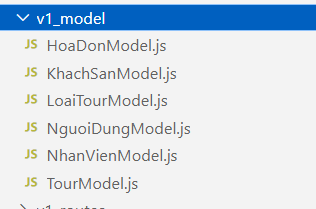 v1_model
JS HoaDonModel.js
JS KhachSanModel.js
JS LoaiTourModel.js
JS NguoiDungModel.js
JS NhanVienModel.js
JS TourModel.js
v1_routes